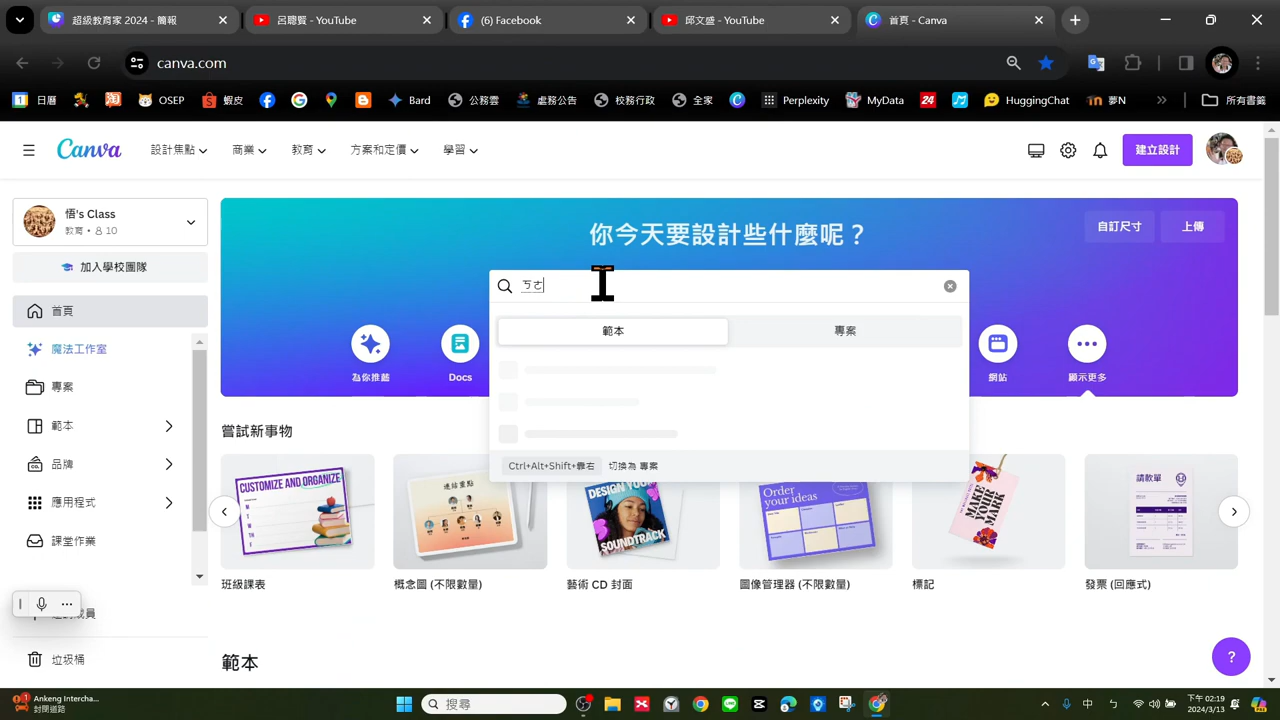 超級教育家 2024 - 簡報
呂聰賢 - YouTube
(6) Facebook
邱文盛 - YouTube
首頁 - Canva
canva.com
日曆
淘
OSEP
蝦皮
Bard
公務雲
處務公告
校務行政
全家
Perplexity
MyData
24
HuggingChat
夢N
所有書籤
Canva
設計焦點
商業
教育
方案和定價
學習
建立設計
悟's Class
教育 • 10
加入學校團隊
首頁
魔法工作室
專案
範本
品牌
應用程式
課堂作業
垃圾桶
你今天要設計些什麼呢？
自訂尺寸
上傳
ㄎㄜ
範本
專案
Ctrl+Alt+Shift+靠右
切換為 專案
為你推薦
Docs
網站
顯示更多
嘗試新事物
CUSTOMIZE AND ORGANIZE
連絡重點
DESIGN YOUR
SOUNDTRACK
Order
your ideas
MAKE
YOUR
MARK
請款單
班級課表
概念圖 (不限數量)
藝術 CD 封面
圖像管理器 (不限數量)
標記
發票 (回應式)
範本
?
Ankeng Intercha...
封閉道路
搜尋
中
ㄅ
下午 02:19
2024/3/13